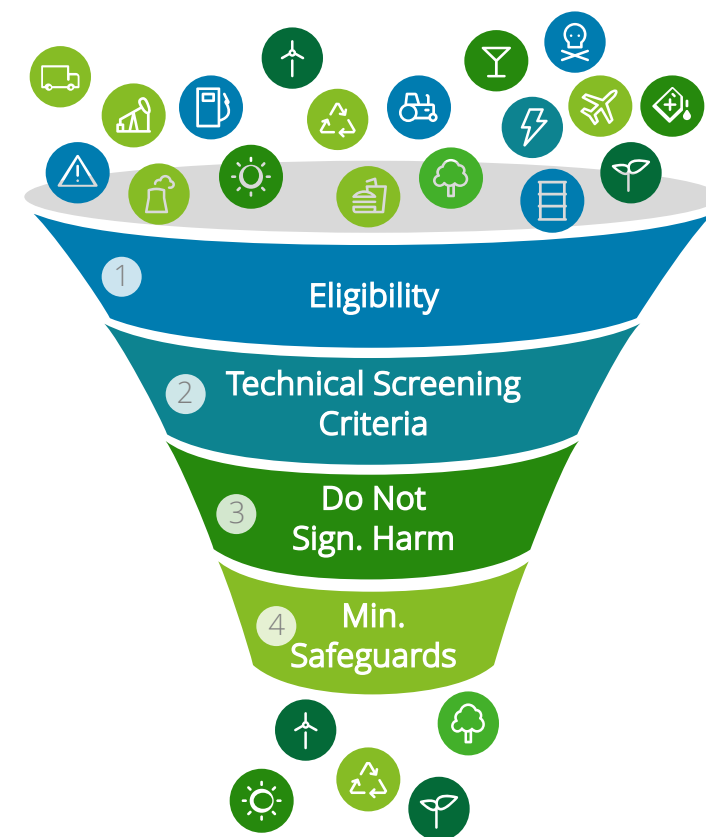 1
Eligibility
2
Technical Screening
Criteria
3
Do Not
Sign. Harm
4
Min.
Safeguards